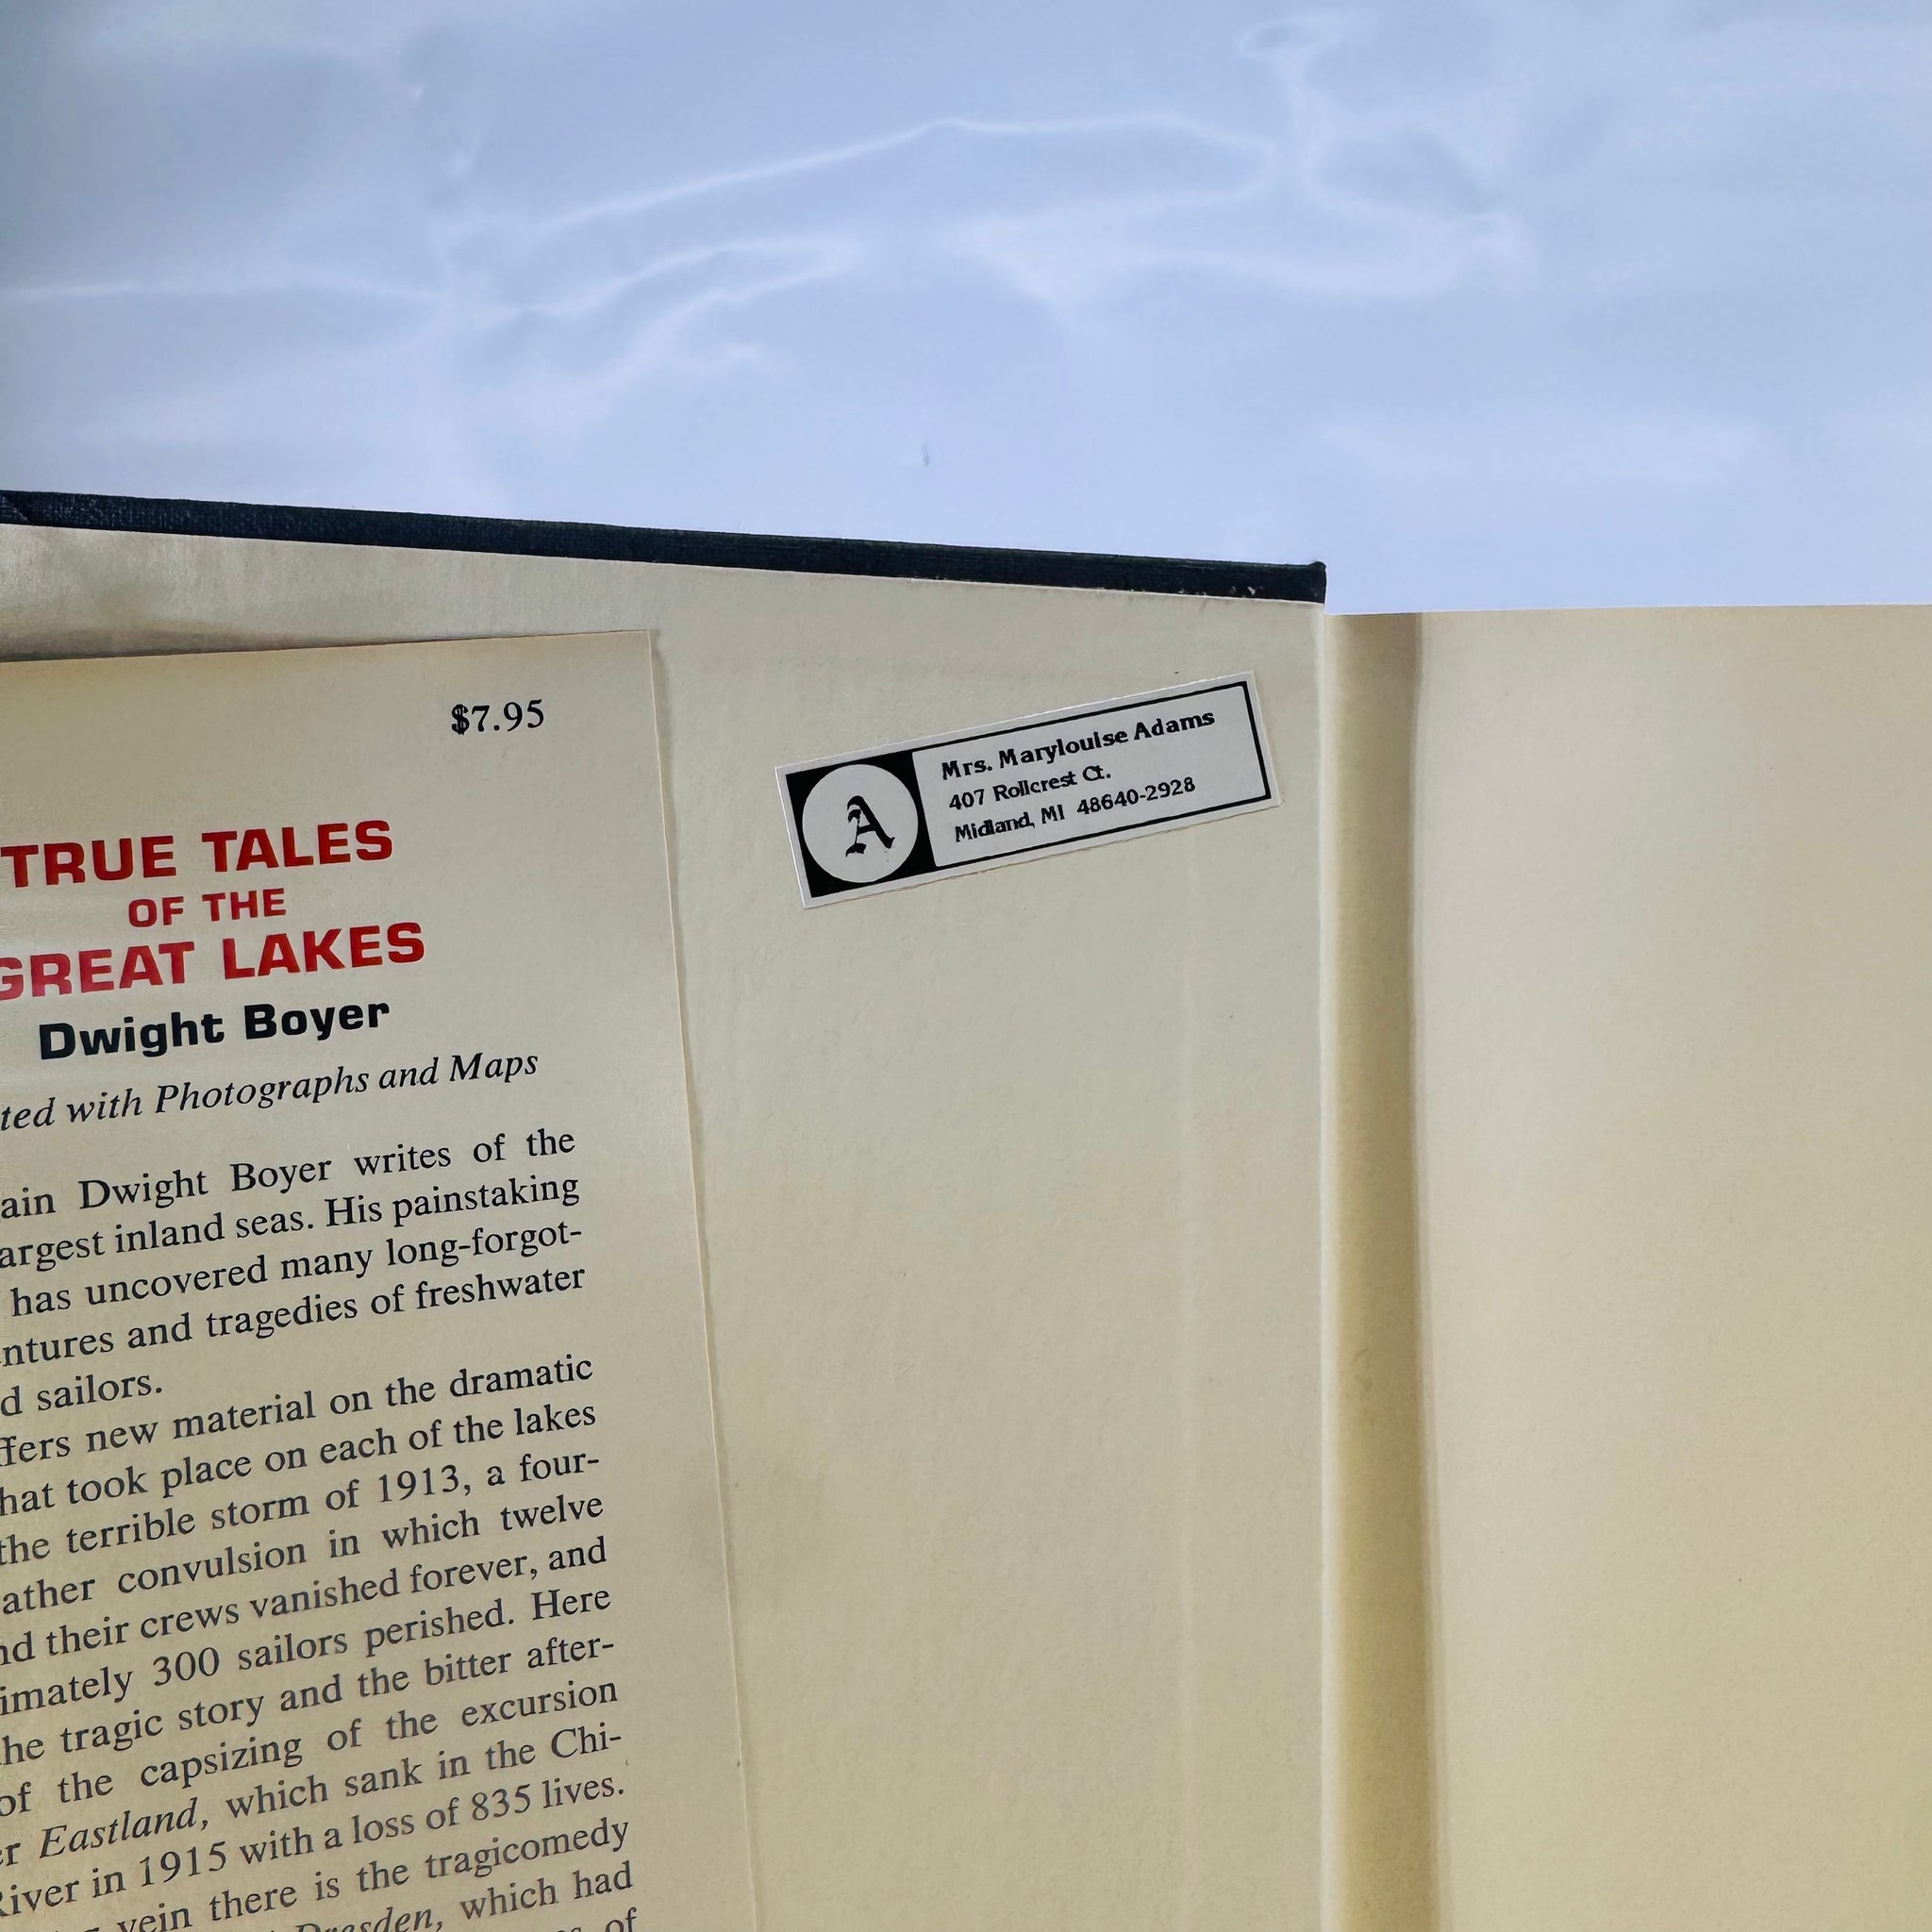 $7.95
TRUE TALES
OF THE
GREAT LAKES
Dwight Boyer
with Photographs and Maps
Dwight Boyer writes of the
inland seas. His painstaking
has uncovered many long-forgot-
and tragedies of freshwater
sailors.
new material on the dramatic
took place on each of the lakes
the terrible storm of 1913, a four-
convulsion in which twelve
their crews vanished forever, and
300 sailors perished. Here
tragic story and the bitter after-
of the capsizing of the excursion
Eastland, which sank in the Chi-
River in 1915 with a loss of 835 lives.
vein there is the tragicomedy
Dresden, which had
of
A
Mrs. Marylouise Adams
407 Rollcrest Ct.
Midland, MI 48640-2928